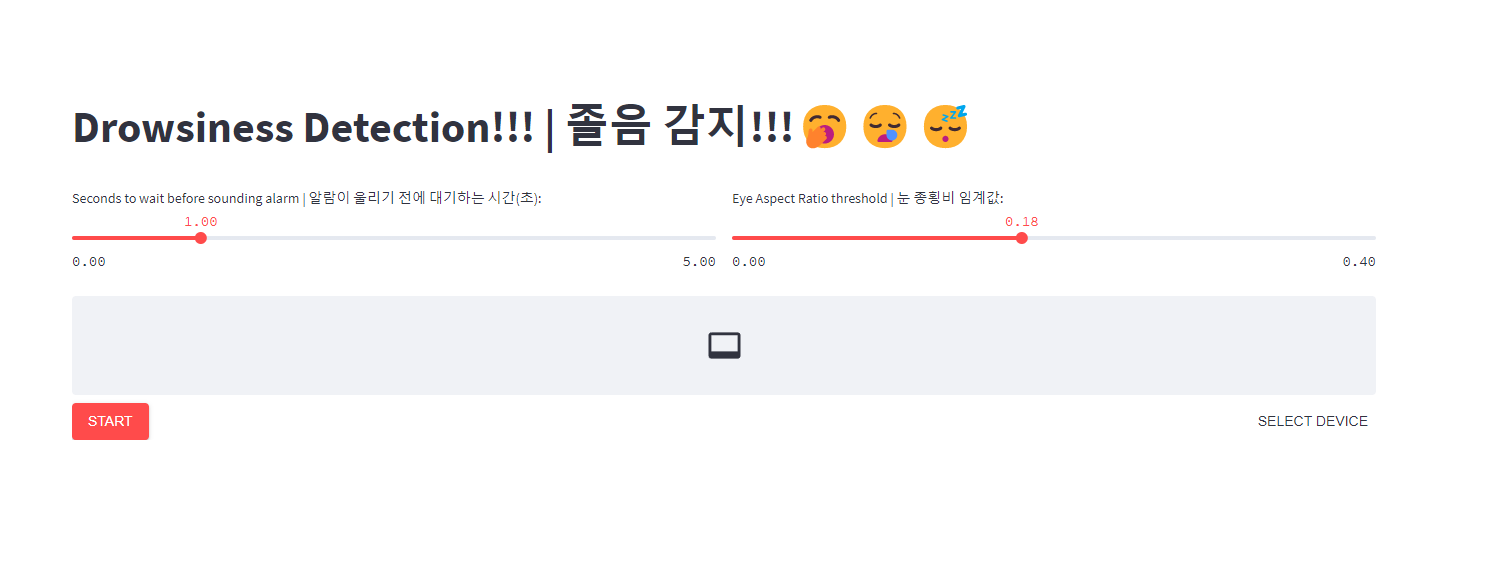 Drowsiness Detection!!! | 졸음 감지!!! 🥱 😪 😴
Seconds to wait before sounding alarm | 알람이 울리기 전에 대기하는 시간(초):
1.00
0.00 5.00
Eye Aspect Ratio threshold | 눈 종횡비 임계값:
0.18
0.00 0.40
START
SELECT DEVICE